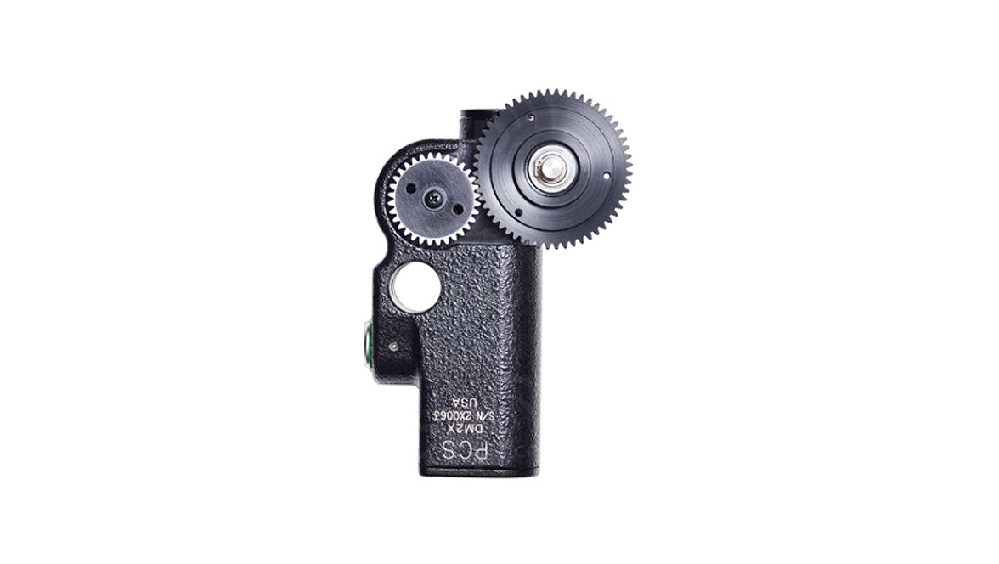 PCS
DM2X
S/N 2X0063
USA